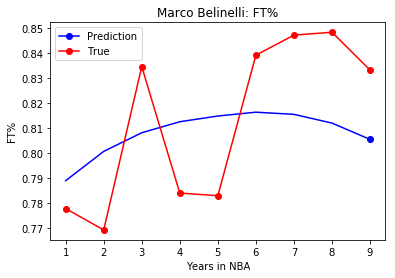 Marco Belinelli: FT%
Prediction
True
0.85
0.84
0.83
0.82
0.81
0.80
0.79
0.78
0.77
FT%
1 2 3 4 5 6 7 8 9
Years in NBA